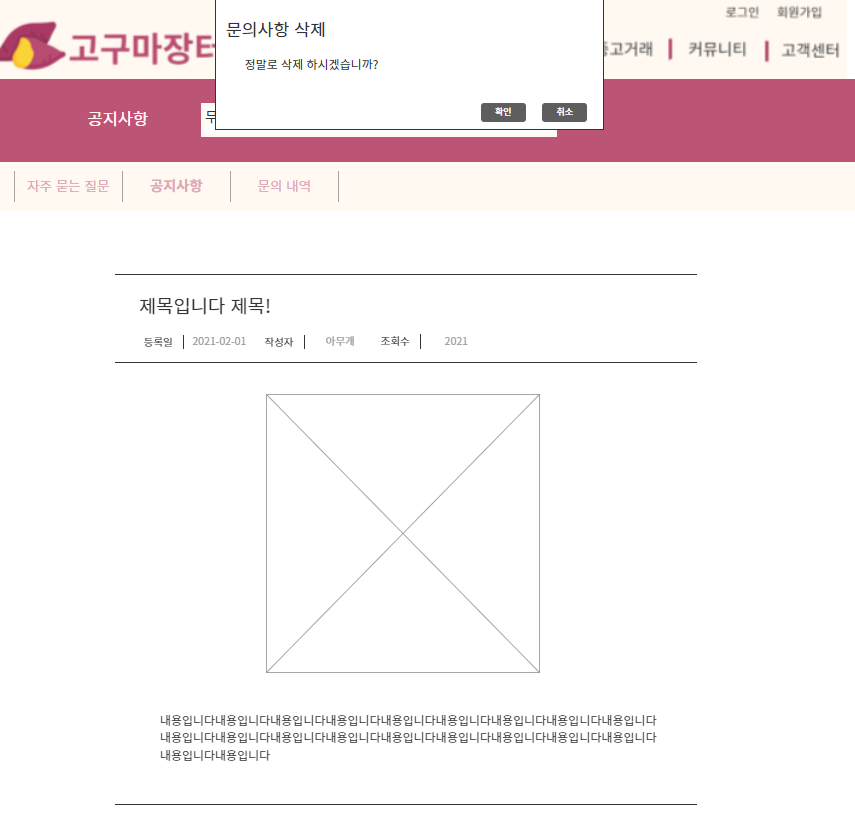 문의사항 삭제
정말로 삭제 하시겠습니까?
확인 취소
로그인 회원가입
고구마장터
중고거래 커뮤니티 고객센터
공지사항
자주 묻는 질문 공지사항 문의 내역
제목입니다 제목!
등록일 2021-02-01 작성자 아무개 조회수 2021
내용입니다내용입니다내용입니다내용입니다내용입니다내용입니다내용입니다내용입니다내용입니다
내용입니다내용입니다내용입니다내용입니다내용입니다내용입니다내용입니다내용입니다내용입니다
내용입니다내용입니다